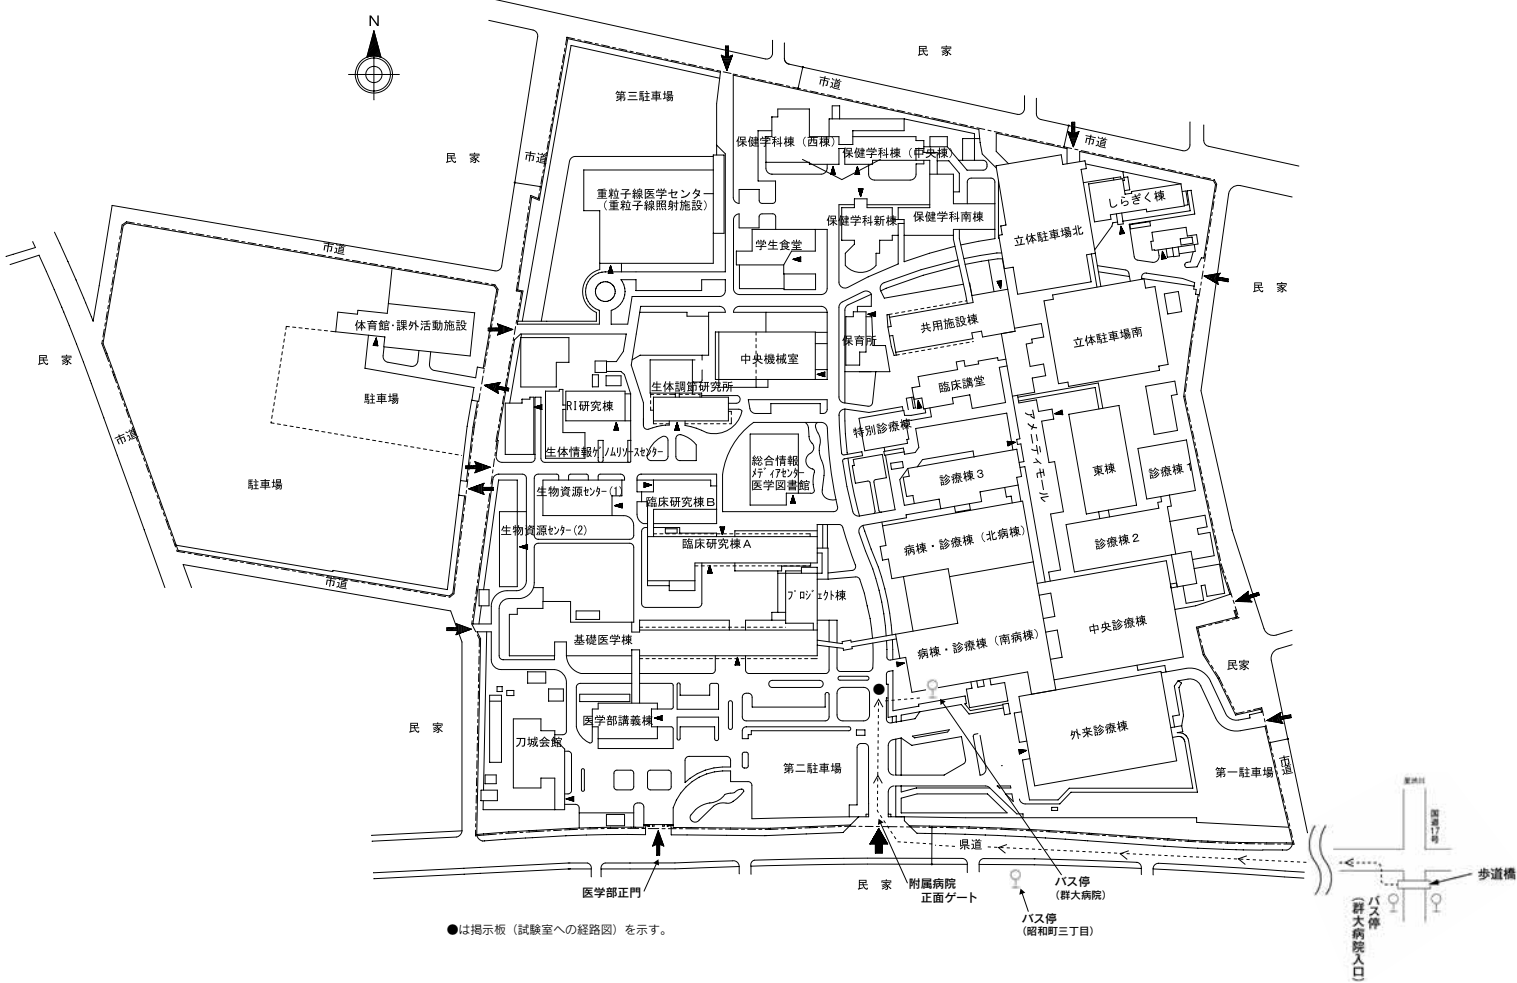 N
民 家
市道
第三駐車場
市道
保健学科棟（西棟）
保健学科棟（中央棟）
民 家
市道
重粒子線医学センター
（重粒子線照射施設）
しらぎく棟
保健学科新棟
保健学科南棟
立体駐車場北
学生食堂
市道
民 家
体育館・課外活動施設
共用施設棟
保育所
立体駐車場南
民 家
中央機械室
生体調節研究所
臨床講堂
駐車場
RI研究棟
アメニティモール
特別診療棟
市道
生体情報ゲノムリソースセンター
総合情報
メディアセンター
医学図書館
東棟
診療棟1
診療棟3
駐車場
生物資源センター(1)
臨床研究棟B
生物資源センター(2)
臨床研究棟A
病棟・診療棟（北病棟）
診療棟2
市道
プロジェクト棟
基礎医学棟
病棟・診療棟（南病棟）
中央診療棟
民家
民 家
医学部講義棟
刀城会館
外来診療棟
第二駐車場
第一駐車場
市道
国道17号
県道
医学部正門
民 家
附属病院
正面ゲート
バス停
（群大病院）
バス停
（昭和町三丁目）
歩道橋
バス停
（群大病院入口）
●は掲示板（試験室への経路図）を示す。